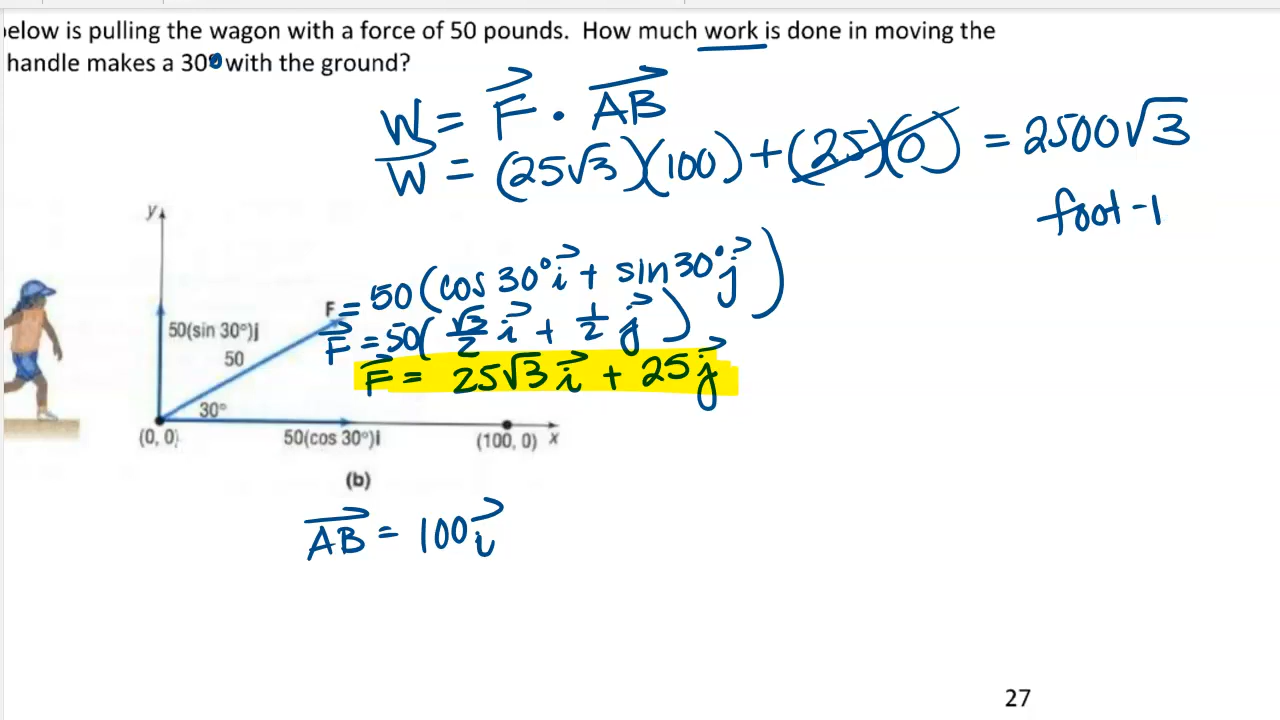 elow is pulling the wagon with a force of 50 pounds. How much work is done in moving the
handle makes a 30° with the ground?
W = F · AB
W = (25√3)(100) + (25)(0) = 2500√3
foot-l
y
F = 50(cos 30° i + sin 30° j)
50(sin 30°)j
F = 50(√3/2 i + 1/2 j)
50
F = 25√3 i + 25 j
30°
(0, 0)
50(cos 30°)i
(100, 0)
x
(b)
AB = 100 i
27